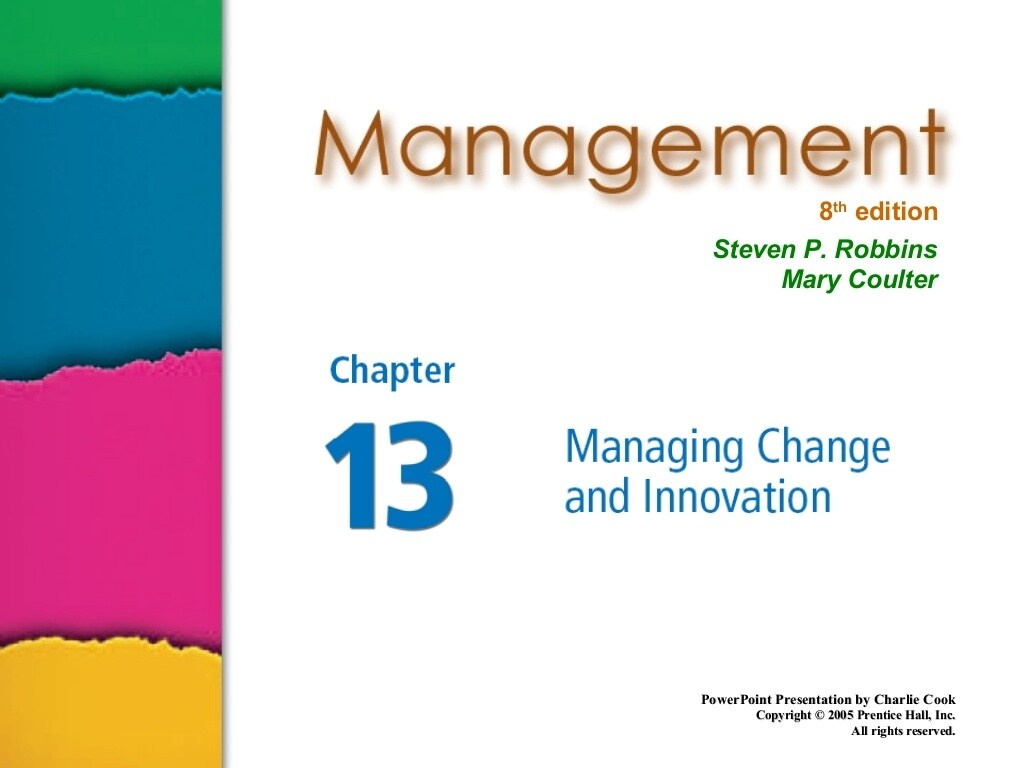 Management
8th edition
Steven P. Robbins
Mary Coulter
Chapter
13
Managing Change
and Innovation
PowerPoint Presentation by Charlie Cook
Copyright © 2005 Prentice Hall, Inc.
All rights reserved.